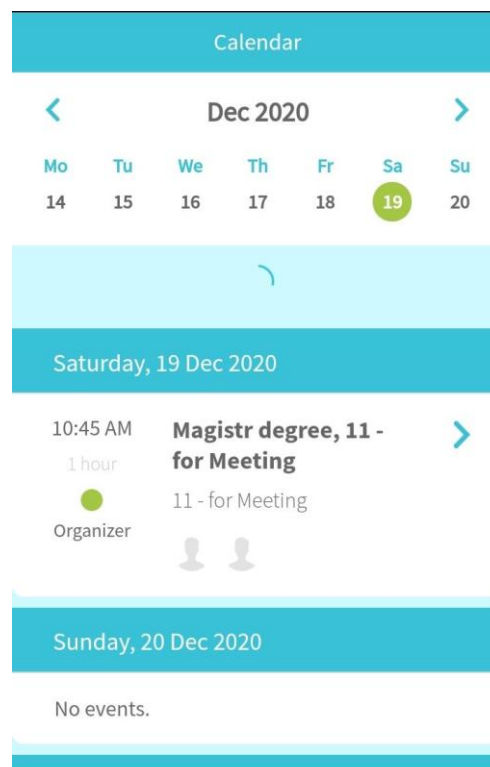 Calendar
Dec 2020
Mo Tu We Th Fr Sa Su
14 15 16 17 18 19 20
Saturday, 19 Dec 2020
10:45 AM
1 hour
Organizer
Magistr degree, 11 -
for Meeting
11 - for Meeting
Sunday, 20 Dec 2020
No events.